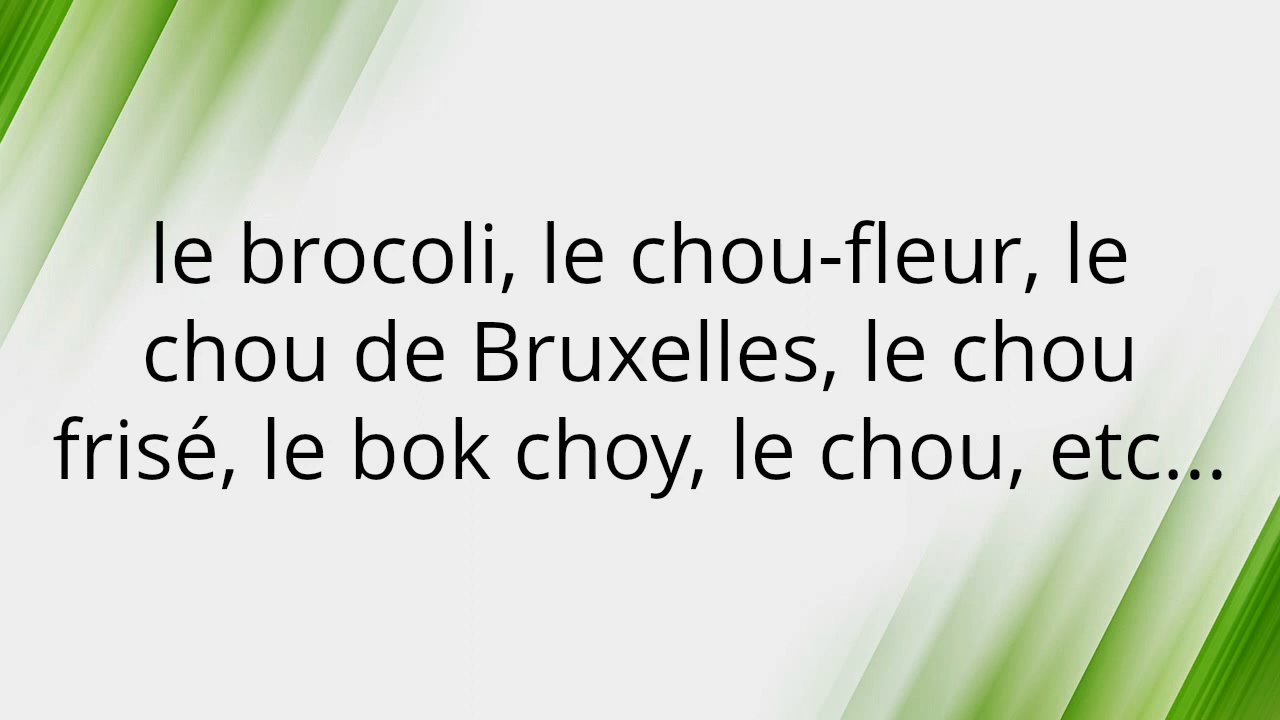 le brocoli, le chou-fleur, le
chou de Bruxelles, le chou
frisé, le bok choy, le chou, etc...